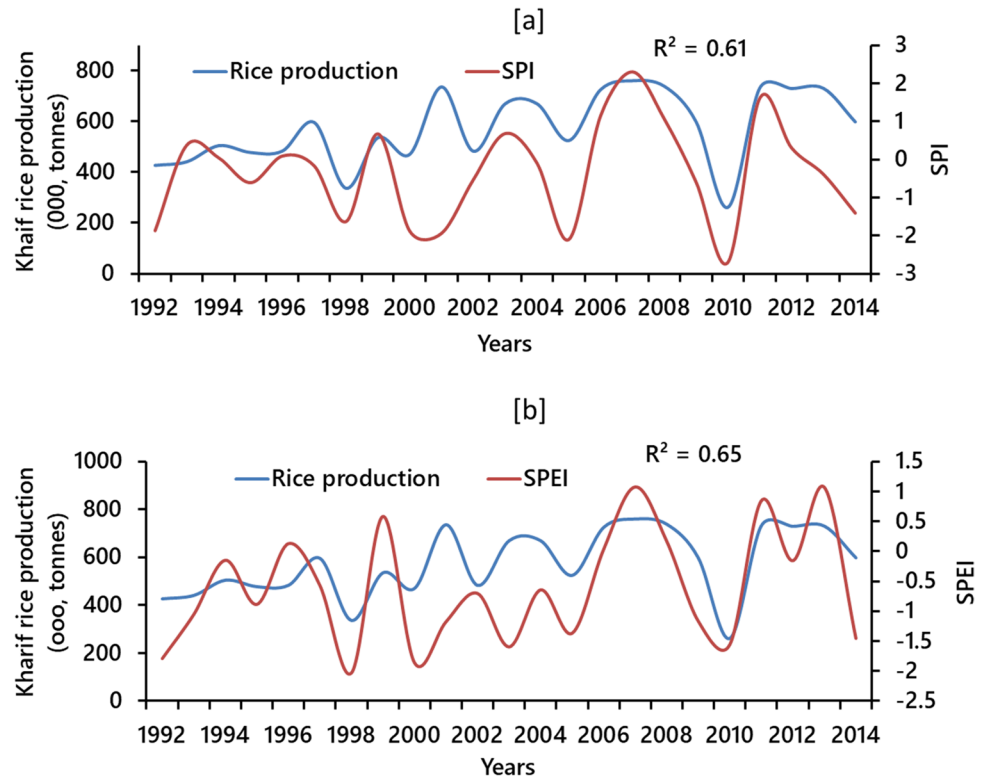 [a]
R² = 0.61
Rice production SPI
Khaif rice production
(000, tonnes)
800
600
400
200
0
3
2
1
0
-1
-2
-3
SPI
1992 1994 1996 1998 2000 2002 2004 2006 2008 2010 2012 2014
Years
[b]
R² = 0.65
Rice production SPEI
Kharif rice production
(ooo, tonnes)
1000
800
600
400
200
0
1.5
1
0.5
0
-0.5
-1
-1.5
-2
-2.5
SPEI
1992 1994 1996 1998 2000 2002 2004 2006 2008 2010 2012 2014
Years